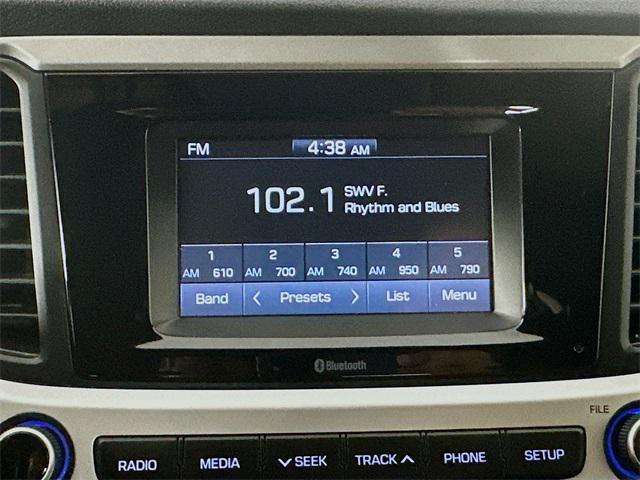 FM 4:38 AM
102.1 SWV F.
Rhythm and Blues
1 2 3 4 5
AM 610 AM 700 AM 740 AM 950 AM 790
Band < Presets > List Menu
Bluetooth
FILE
RADIO MEDIA SEEK TRACK PHONE SETUP